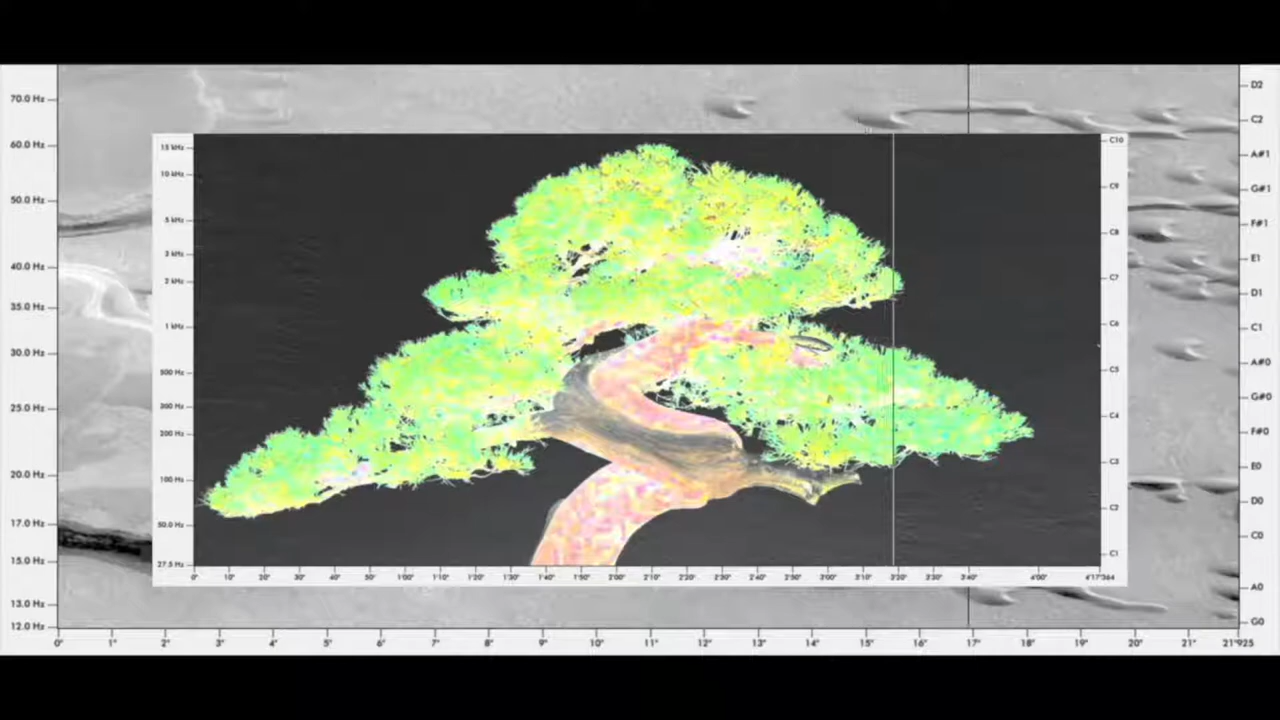 70.0 Hz
60.0 Hz
50.0 Hz
40.0 Hz
35.0 Hz
30.0 Hz
25.0 Hz
20.0 Hz
17.0 Hz
15.0 Hz
13.0 Hz
12.0 Hz
15 kHz
10 kHz
5 kHz
3 kHz
2 kHz
1 kHz
500 Hz
300 Hz
200 Hz
100 Hz
50.0 Hz
27.5 Hz
C10
C9
C8
C7
C6
C5
C4
C3
C2
C1
D2
C2
A#1
G#1
F#1
E1
D1
C1
A#0
G#0
F#0
E0
D0
C0
A0
G0
0" 10" 20" 30" 40" 50" 1'00" 1'10" 1'20" 1'30" 1'40" 1'50" 2'00" 2'10" 2'20" 2'30" 2'40" 2'50" 3'00" 3'10" 3'20" 3'30" 3'40" 4'00" 4'17"364
0" 1" 2" 3" 4" 5" 6" 7" 8" 9" 10" 11" 12" 13" 14" 15" 16" 17" 18" 19" 20" 21" 21"925